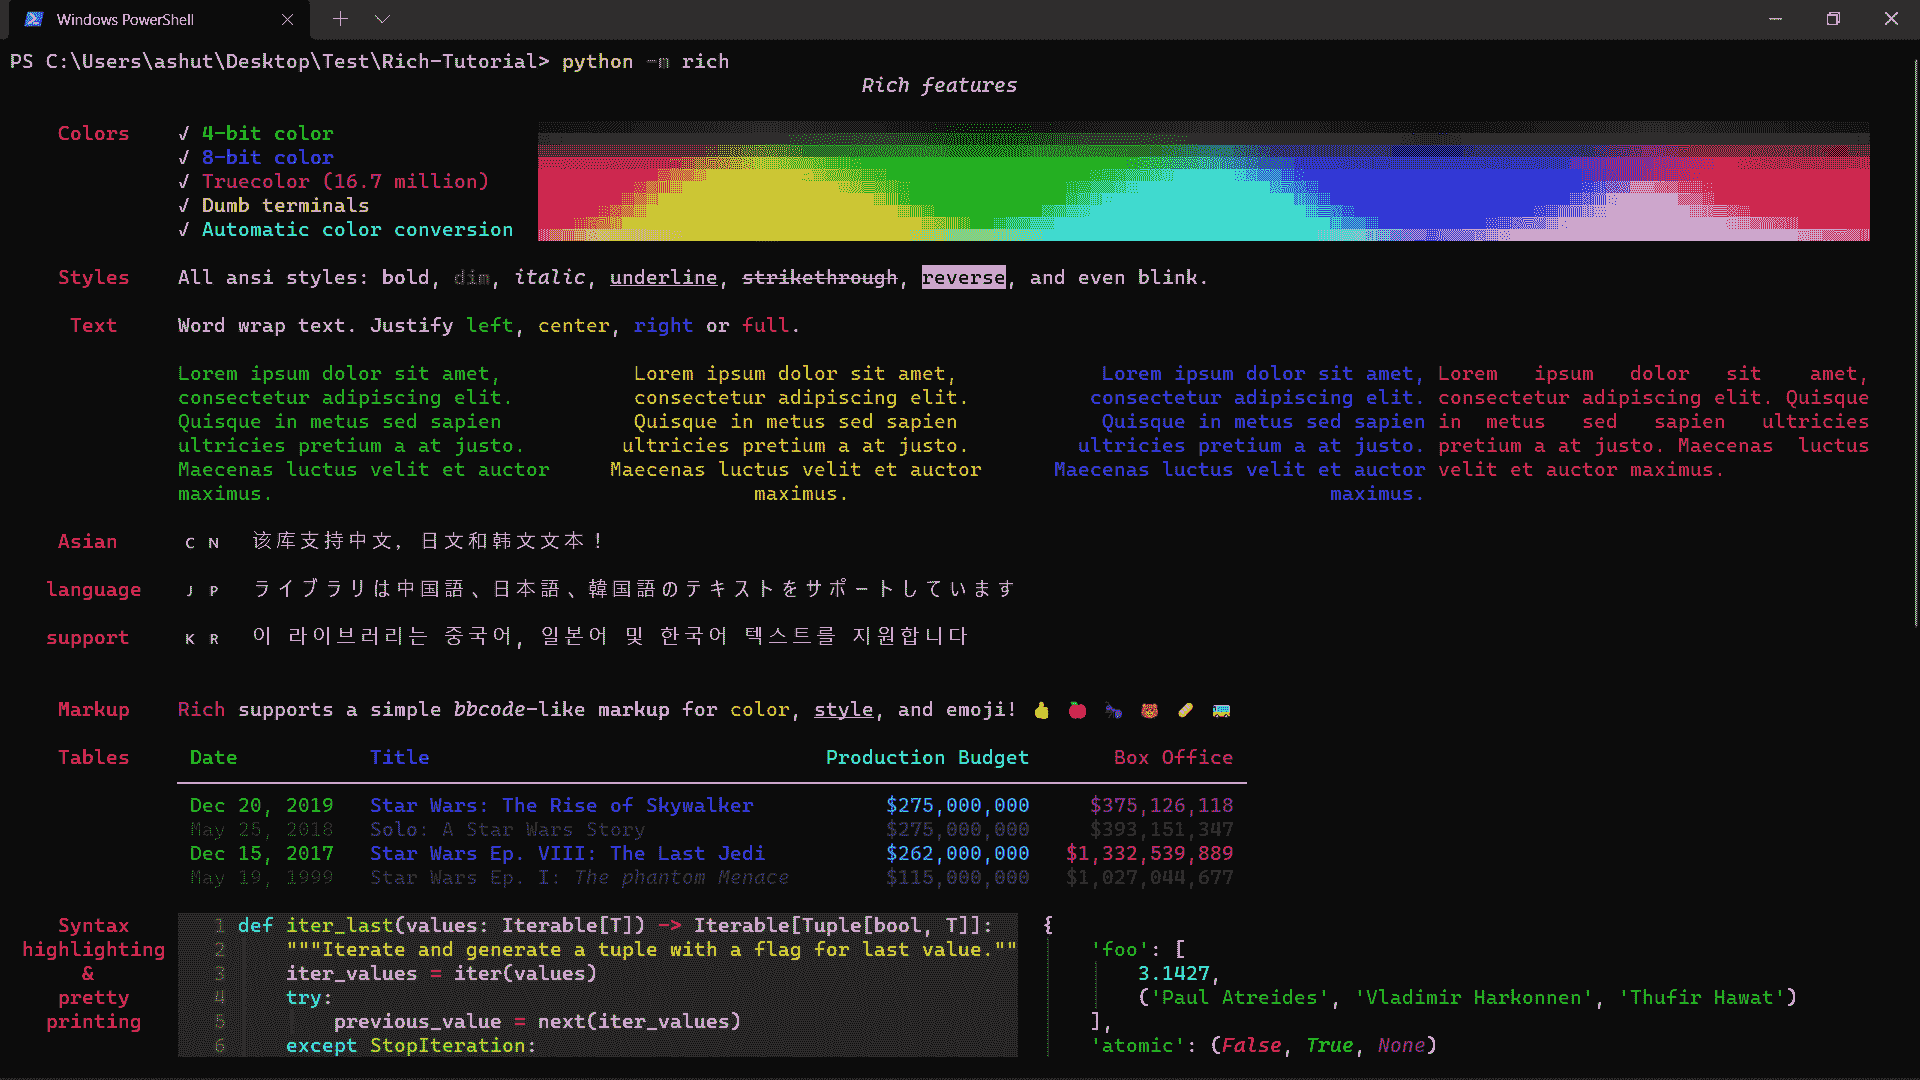 Windows PowerShell
PS C:\Users\ashut\Desktop\Test\Rich-Tutorial> python -m rich
Rich features
Colors ✓ 4-bit color
✓ 8-bit color
✓ Truecolor (16.7 million)
✓ Dumb terminals
✓ Automatic color conversion
Styles All ansi styles: bold, dim, italic, underline, strikethrough, reverse, and even blink.
Text Word wrap text. Justify left, center, right or full.
Lorem ipsum dolor sit amet,
consectetur adipiscing elit.
Quisque in metus sed sapien
ultricies pretium a at justo.
Maecenas luctus velit et auctor
maximus.
Lorem ipsum dolor sit amet,
consectetur adipiscing elit.
Quisque in metus sed sapien
ultricies pretium a at justo.
Maecenas luctus velit et auctor
maximus.
Lorem ipsum dolor sit amet,
consectetur adipiscing elit.
Quisque in metus sed sapien
ultricies pretium a at justo.
Maecenas luctus velit et auctor
maximus.
Lorem ipsum dolor sit amet,
consectetur adipiscing elit. Quisque
in metus sed sapien ultricies
pretium a at justo. Maecenas luctus
velit et auctor maximus.
Asian C N 该库支持中文, 日文和韩文文本!
language J P ライブラリは中国語、日本語、韓国語のテキストをサポートしています
support K R 이 라이브러리는 중국어, 일본어 및 한국어 텍스트를 지원합니다
Markup Rich supports a simple bbcode-like markup for color, style, and emoji! 👍 🍎 🐜 🐻 🥖 🚌
Tables Date Title Production Budget Box Office
Dec 20, 2019 Star Wars: The Rise of Skywalker $275,000,000 $375,126,118
May 25, 2018 Solo: A Star Wars Story $275,000,000 $393,151,347
Dec 15, 2017 Star Wars Ep. VIII: The Last Jedi $262,000,000 $1,332,539,889
May 19, 1999 Star Wars Ep. I: The phantom Menace $115,000,000 $1,027,044,677
Syntax
highlighting
&
pretty
printing
1 def iter_last(values: Iterable[T]) -> Iterable[Tuple[bool, T]]:
2 """Iterate and generate a tuple with a flag for last value.""
3 iter_values = iter(values)
4 try:
5 previous_value = next(iter_values)
6 except StopIteration:
{
'foo': [
3.1427,
('Paul Atreides', 'Vladimir Harkonnen', 'Thufir Hawat')
],
'atomic': (False, True, None)